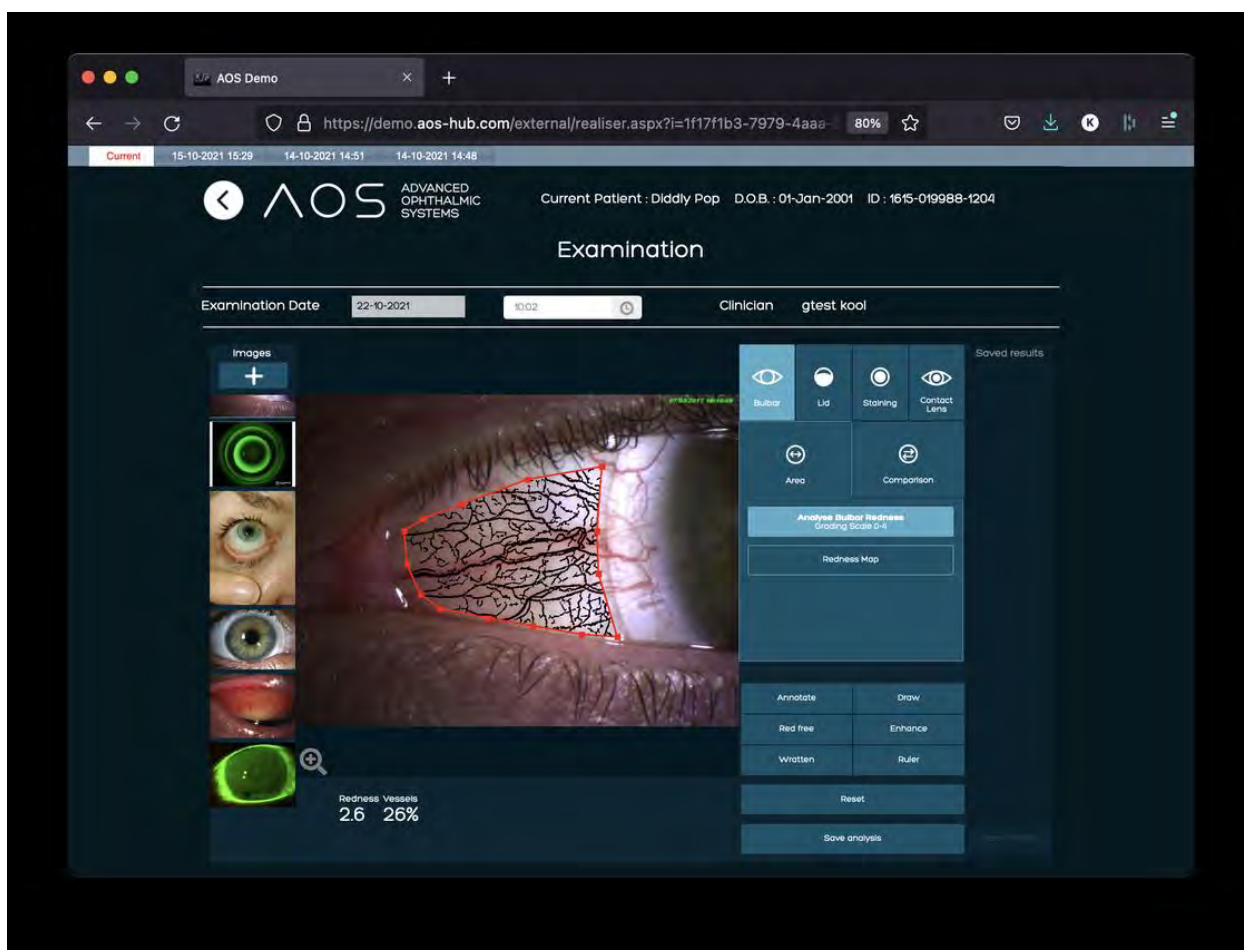 AOS Demo
https://demo.aos-hub.com/external/realiser.aspx?i=1f17f1b3-7979-4aaa
80%
K
Current 15-10-2021 15:29 14-10-2021 14:51 14-10-2021 14:48
AOS ADVANCED
OPHTHALMIC
SYSTEMS
Current Patient : Diddly Pop D.O.B. : 01-Jan-2001 ID : 1615-019988-1204
Examination
Examination Date 22-10-2021 10:02 Clinician gtest kool
Images
Bulbar Lid Staining Contact
Lens
Saved results
Area Comparison
Analyse Bulbar Redness
Grading Scale 0-4
Redness Map
Annotate Draw
Red free Enhance
Wratten Ruler
Redness Vessels
2.6 26%
Reset
Save analysis